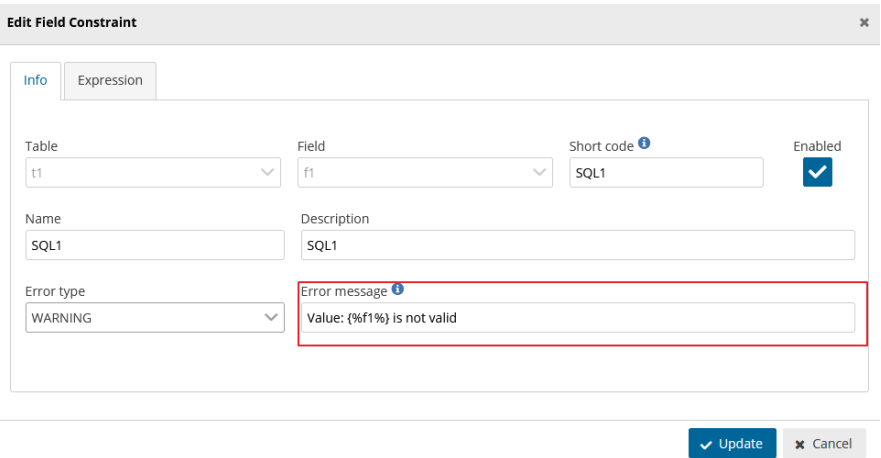 Edit Field Constraint
Info Expression
Table Field Short code Enabled
t1 f1 SQL1
Name Description
SQL1 SQL1
Error type Error message
WARNING Value: {%f1%} is not valid
Update Cancel